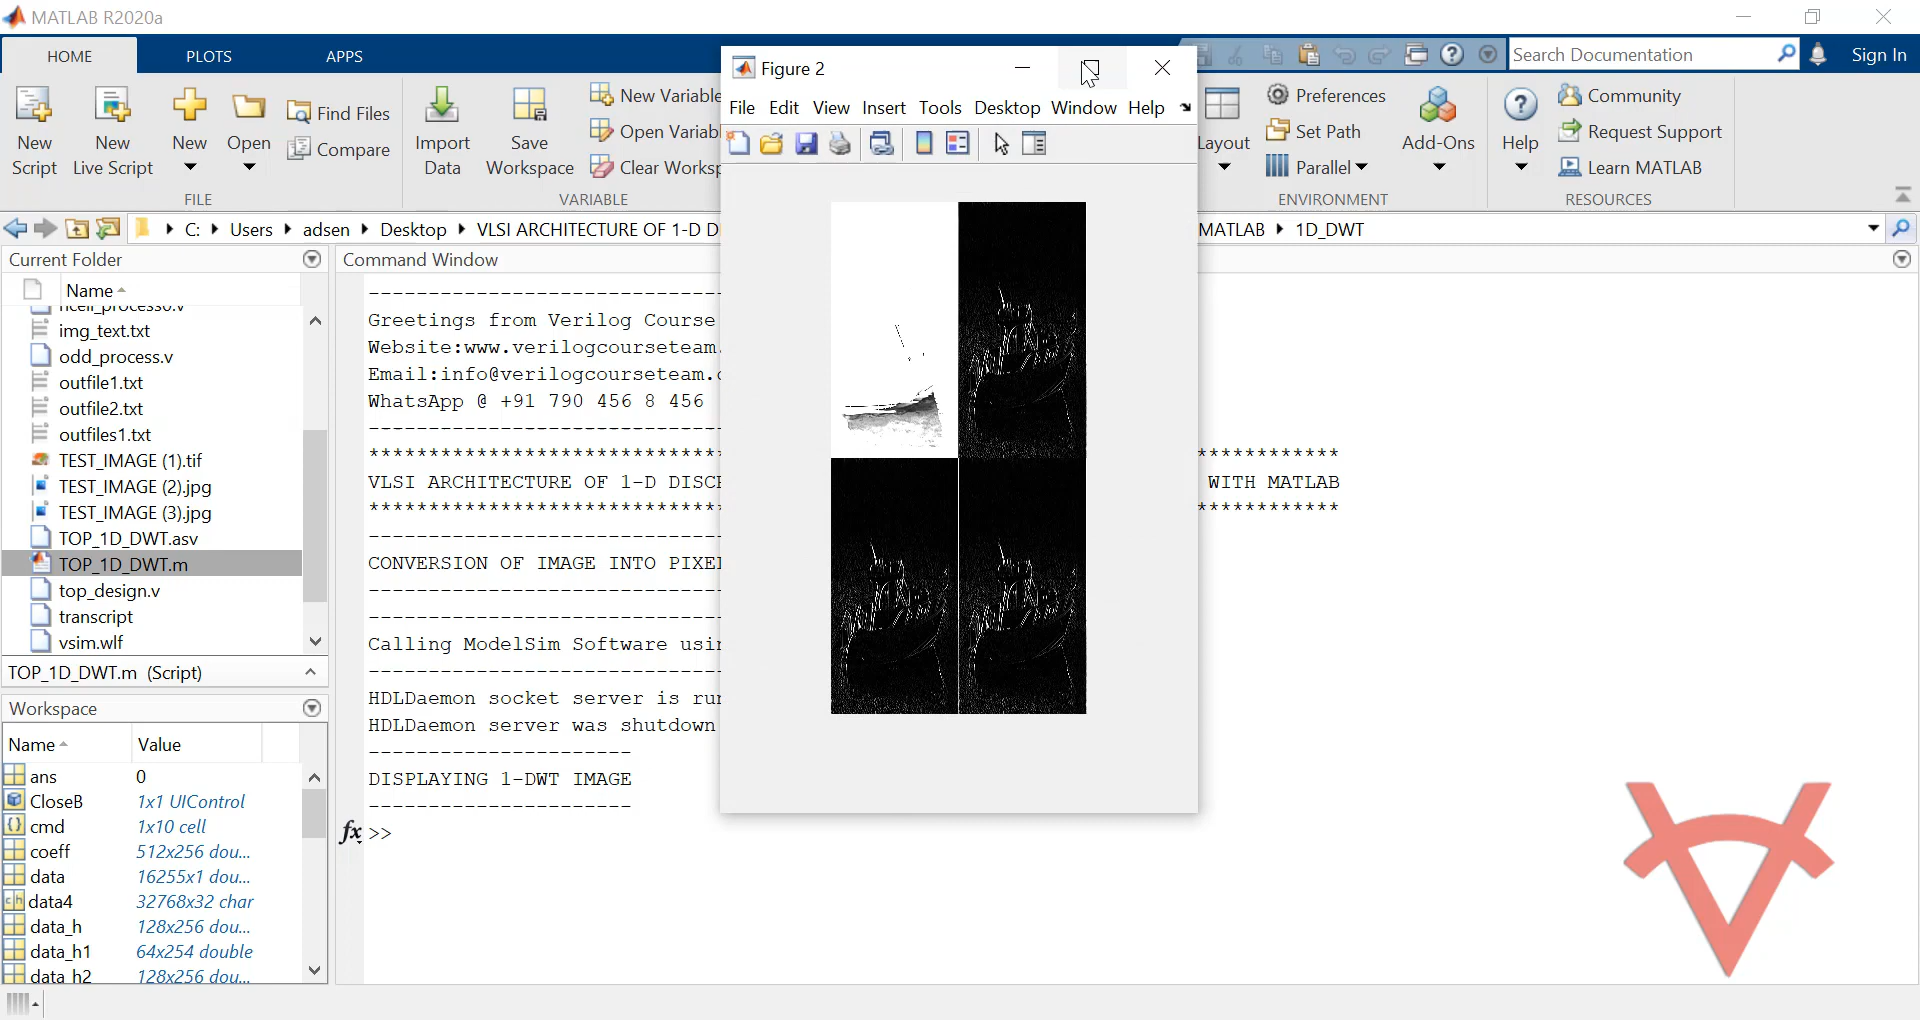 MATLAB R2020a
HOME
PLOTS
APPS
Search Documentation
Sign In
New Script
New Live Script
New
Open
Find Files
Compare
FILE
Import Data
Save Workspace
New Variable
Open Variab
Clear Worksp
VARIABLE
Layout
Preferences
Set Path
Parallel
Add-Ons
ENVIRONMENT
Help
Community
Request Support
Learn MATLAB
RESOURCES
C: Users adsen Desktop VLSI ARCHITECTURE OF 1-D D
MATLAB 1D_DWT
Current Folder
Name
img_text.txt
odd_process.v
outfile1.txt
outfile2.txt
outfiles1.txt
TEST_IMAGE (1).tif
TEST_IMAGE (2).jpg
TEST_IMAGE (3).jpg
TOP_1D_DWT.asv
TOP_1D_DWT.m
top_design.v
transcript
vsim.wlf
TOP_1D_DWT.m (Script)
Workspace
Name Value
ans 0
CloseB 1x1 UIControl
cmd 1x10 cell
coeff 512x256 dou...
data 16255x1 dou...
data4 32768x32 char
data_h 128x256 dou...
data_h1 64x254 double
data_h2 128x256 dou...
Command Window
---------------------------
Greetings from Verilog Course
Website:www.verilogcourseteam.
Email:info@verilogcourseteam.c
WhatsApp @ +91 790 456 8 456
---------------------------
******************************
************
VLSI ARCHITECTURE OF 1-D DISC
WITH MATLAB
******************************
************
---------------------------
CONVERSION OF IMAGE INTO PIXE
---------------------------
---------------------------
Calling ModelSim Software usin
---------------------------
HDLDaemon socket server is run
HDLDaemon server was shutdown
----------------------
DISPLAYING 1-DWT IMAGE
----------------------
fx >>
Figure 2
File Edit View Insert Tools Desktop Window Help